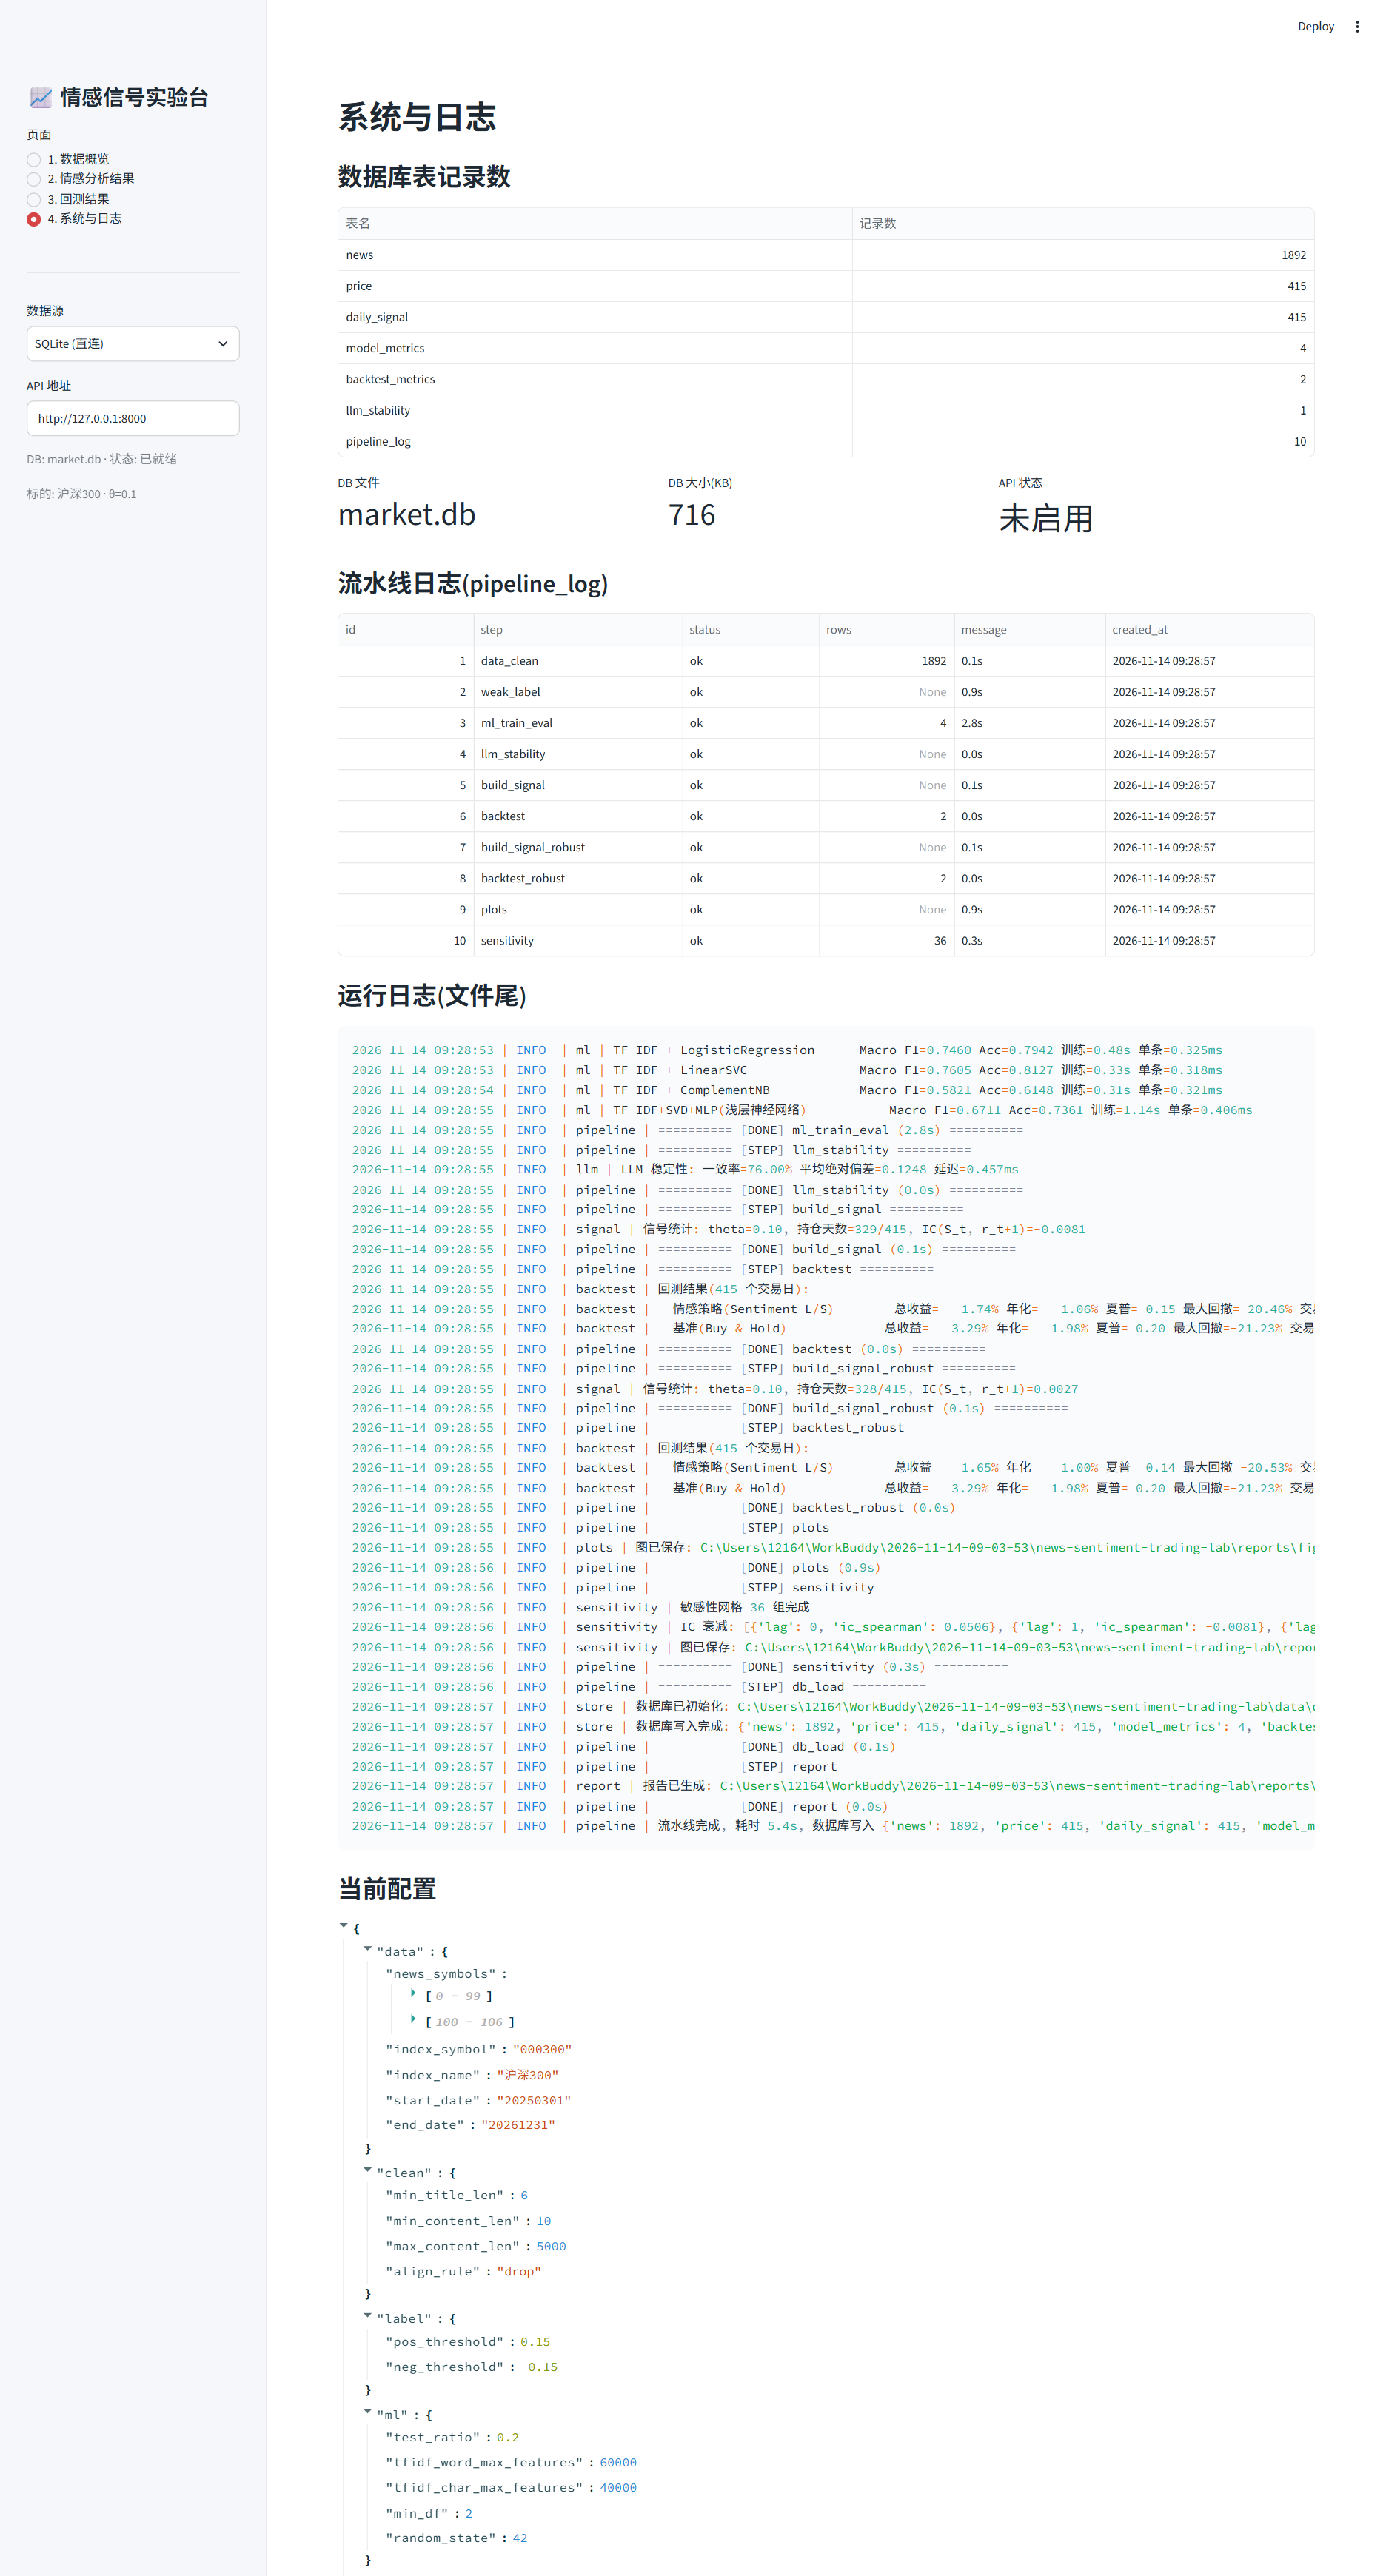 Deploy
📈 情感信号实验台
页面
1. 数据概览
2. 情感分析结果
3. 回测结果
4. 系统与日志
数据源
SQLite (直连)
API 地址
http://127.0.0.1:8000
DB: market.db · 状态: 已就绪
标的: 沪深300 · θ=0.1
系统与日志
数据库表记录数
表名 记录数
news 1892
price 415
daily_signal 415
model_metrics 4
backtest_metrics 2
llm_stability 1
pipeline_log 10
DB 文件 DB 大小(KB) API 状态
market.db 716 未启用
流水线日志(pipeline_log)
id step status rows message created_at
1 data_clean ok 1892 0.1s 2026-11-14 09:28:57
2 weak_label ok None 0.9s 2026-11-14 09:28:57
3 ml_train_eval ok 4 2.8s 2026-11-14 09:28:57
4 llm_stability ok None 0.0s 2026-11-14 09:28:57
5 build_signal ok None 0.1s 2026-11-14 09:28:57
6 backtest ok 2 0.0s 2026-11-14 09:28:57
7 build_signal_robust ok None 0.1s 2026-11-14 09:28:57
8 backtest_robust ok 2 0.0s 2026-11-14 09:28:57
9 plots ok None 0.9s 2026-11-14 09:28:57
10 sensitivity ok 36 0.3s 2026-11-14 09:28:57
运行日志(文件尾)
2026-11-14 09:28:53 | INFO | ml | TF-IDF + LogisticRegression Macro-F1=0.7460 Acc=0.7942 训练=0.48s 单条=0.325ms
2026-11-14 09:28:53 | INFO | ml | TF-IDF + LinearSVC Macro-F1=0.7605 Acc=0.8127 训练=0.33s 单条=0.318ms
2026-11-14 09:28:54 | INFO | ml | TF-IDF + ComplementNB Macro-F1=0.5821 Acc=0.6148 训练=0.31s 单条=0.321ms
2026-11-14 09:28:55 | INFO | ml | TF-IDF+SVD+MLP(浅层神经网络) Macro-F1=0.6711 Acc=0.7361 训练=1.14s 单条=0.406ms
2026-11-14 09:28:55 | INFO | pipeline | ========== [DONE] ml_train_eval (2.8s) ==========
2026-11-14 09:28:55 | INFO | pipeline | ========== [STEP] llm_stability ==========
2026-11-14 09:28:55 | INFO | llm | LLM 稳定性: 一致率=76.00% 平均绝对偏差=0.1248 延迟=0.457ms
2026-11-14 09:28:55 | INFO | pipeline | ========== [DONE] llm_stability (0.0s) ==========
2026-11-14 09:28:55 | INFO | pipeline | ========== [STEP] build_signal ==========
2026-11-14 09:28:55 | INFO | signal | 信号统计: theta=0.10, 持仓天数=329/415, IC(S_t, r_t+1)=-0.0081
2026-11-14 09:28:55 | INFO | pipeline | ========== [DONE] build_signal (0.1s) ==========
2026-11-14 09:28:55 | INFO | pipeline | ========== [STEP] backtest ==========
2026-11-14 09:28:55 | INFO | backtest | 回测结果(415 个交易日):
2026-11-14 09:28:55 | INFO | backtest | 情感策略(Sentiment L/S) 总收益= 1.74% 年化= 1.06% 夏普= 0.15 最大回撤=-20.46% 交
2026-11-14 09:28:55 | INFO | backtest | 基准(Buy & Hold) 总收益= 3.29% 年化= 1.98% 夏普= 0.20 最大回撤=-21.23% 交易
2026-11-14 09:28:55 | INFO | pipeline | ========== [DONE] backtest (0.0s) ==========
2026-11-14 09:28:55 | INFO | pipeline | ========== [STEP] build_signal_robust ==========
2026-11-14 09:28:55 | INFO | signal | 信号统计: theta=0.10, 持仓天数=328/415, IC(S_t, r_t+1)=0.0027
2026-11-14 09:28:55 | INFO | pipeline | ========== [DONE] build_signal_robust (0.1s) ==========
2026-11-14 09:28:55 | INFO | pipeline | ========== [STEP] backtest_robust ==========
2026-11-14 09:28:55 | INFO | backtest | 回测结果(415 个交易日):
2026-11-14 09:28:55 | INFO | backtest | 情感策略(Sentiment L/S) 总收益= 1.65% 年化= 1.00% 夏普= 0.14 最大回撤=-20.53% 交
2026-11-14 09:28:55 | INFO | backtest | 基准(Buy & Hold) 总收益= 3.29% 年化= 1.98% 夏普= 0.20 最大回撤=-21.23% 交易
2026-11-14 09:28:55 | INFO | pipeline | ========== [DONE] backtest_robust (0.0s) ==========
2026-11-14 09:28:55 | INFO | pipeline | ========== [STEP] plots ==========
2026-11-14 09:28:55 | INFO | plots | 图已保存: C:\Users\12164\WorkBuddy\2026-11-14-09-03-53\news-sentiment-trading-lab\reports\fig
2026-11-14 09:28:56 | INFO | pipeline | ========== [DONE] plots (0.9s) ==========
2026-11-14 09:28:56 | INFO | pipeline | ========== [STEP] sensitivity ==========
2026-11-14 09:28:56 | INFO | sensitivity | 敏感性网格 36 组完成
2026-11-14 09:28:56 | INFO | sensitivity | IC 衰减: [{'lag': 0, 'ic_spearman': 0.0506}, {'lag': 1, 'ic_spearman': -0.0081}, {'lag
2026-11-14 09:28:56 | INFO | sensitivity | 图已保存: C:\Users\12164\WorkBuddy\2026-11-14-09-03-53\news-sentiment-trading-lab\repor
2026-11-14 09:28:56 | INFO | pipeline | ========== [DONE] sensitivity (0.3s) ==========
2026-11-14 09:28:56 | INFO | pipeline | ========== [STEP] db_load ==========
2026-11-14 09:28:57 | INFO | store | 数据库已初始化: C:\Users\12164\WorkBuddy\2026-11-14-09-03-53\news-sentiment-trading-lab\data\
2026-11-14 09:28:57 | INFO | store | 数据库写入完成: {'news': 1892, 'price': 415, 'daily_signal': 415, 'model_metrics': 4, 'backtes
2026-11-14 09:28:57 | INFO | pipeline | ========== [DONE] db_load (0.1s) ==========
2026-11-14 09:28:57 | INFO | pipeline | ========== [STEP] report ==========
2026-11-14 09:28:57 | INFO | report | 报告已生成: C:\Users\12164\WorkBuddy\2026-11-14-09-03-53\news-sentiment-trading-lab\reports\
2026-11-14 09:28:57 | INFO | pipeline | ========== [DONE] report (0.0s) ==========
2026-11-14 09:28:57 | INFO | pipeline | 流水线完成, 耗时 5.4s, 数据库写入 {'news': 1892, 'price': 415, 'daily_signal': 415, 'model_m
当前配置
{
"data" : {
"news_symbols" :
[ 0 - 99 ]
[ 100 - 106 ]
"index_symbol" : "000300"
"index_name" : "沪深300"
"start_date" : "20250301"
"end_date" : "20261231"
}
"clean" : {
"min_title_len" : 6
"min_content_len" : 10
"max_content_len" : 5000
"align_rule" : "drop"
}
"label" : {
"pos_threshold" : 0.15
"neg_threshold" : -0.15
}
"ml" : {
"test_ratio" : 0.2
"tfidf_word_max_features" : 60000
"tfidf_char_max_features" : 40000
"min_df" : 2
"random_state" : 42
}